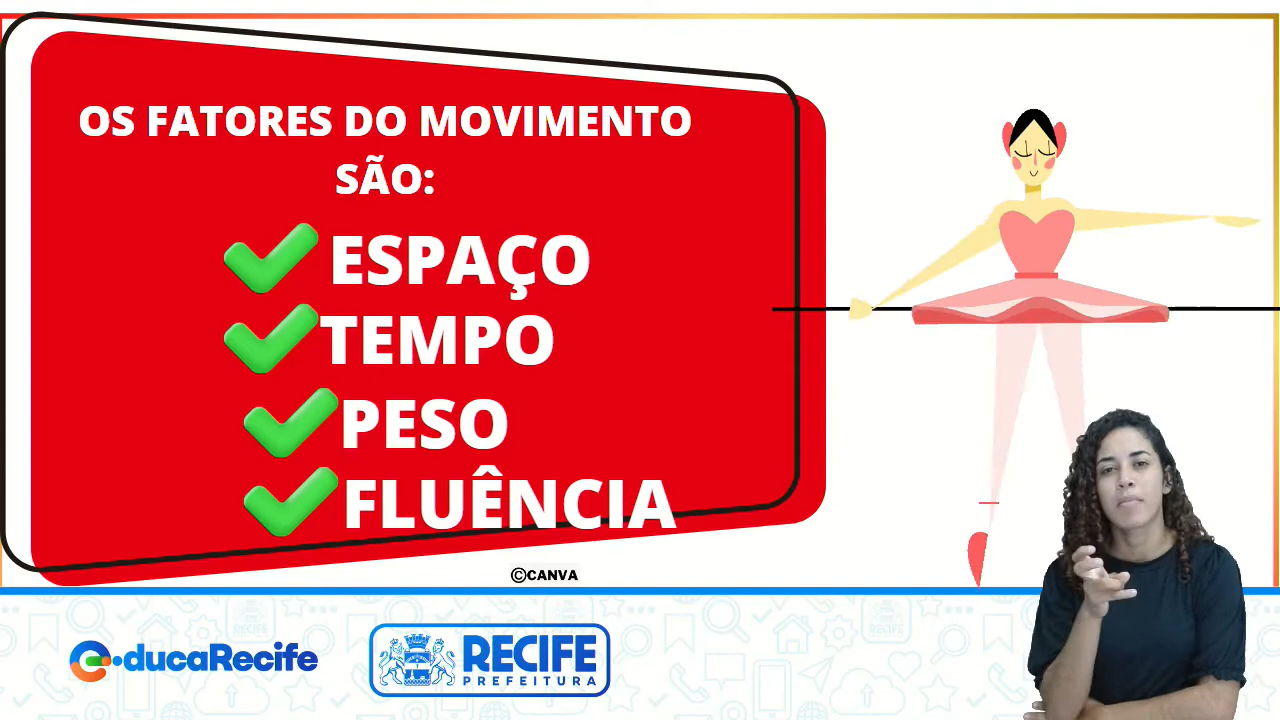 OS FATORES DO MOVIMENTO
SÃO:
ESPAÇO
TEMPO
PESO
FLUÊNCIA
©CANVA
educaRecife
RECIFE
PREFEITURA